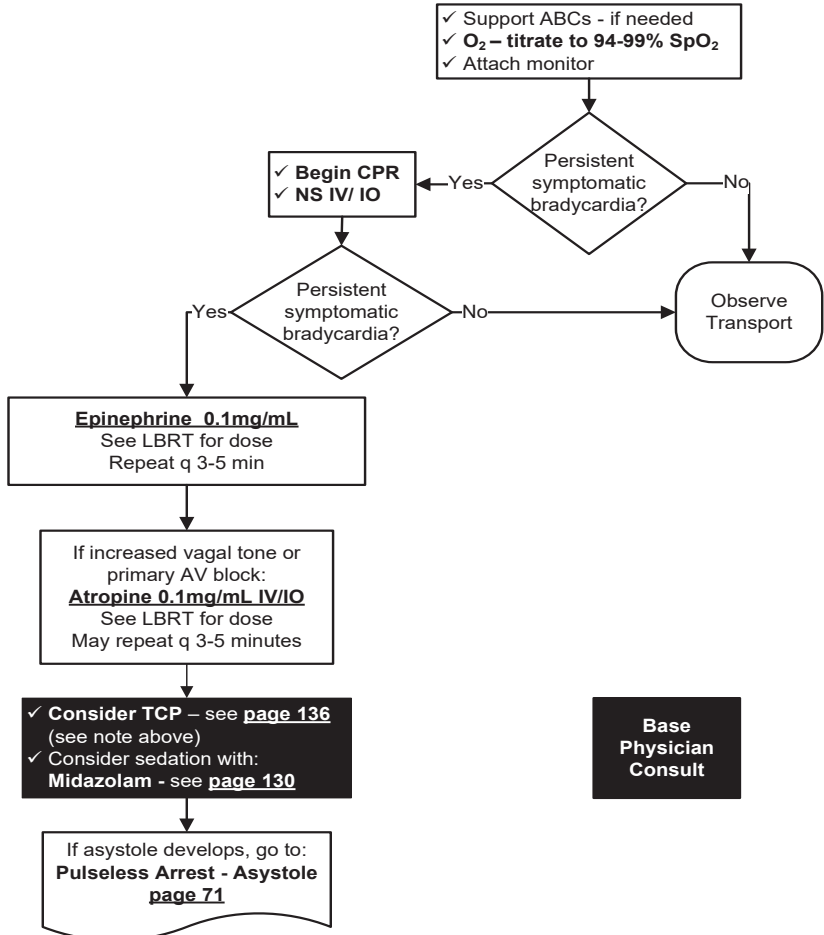 ✓ Support ABCs - if needed
✓ O₂ – titrate to 94-99% SpO₂
✓ Attach monitor
Persistent
symptomatic
bradycardia?
Yes
No
✓ Begin CPR
✓ NS IV/ IO
Observe
Transport
Persistent
symptomatic
bradycardia?
Yes
No
Epinephrine 0.1mg/mL
See LBRT for dose
Repeat q 3-5 min
If increased vagal tone or
primary AV block:
Atropine 0.1mg/mL IV/IO
See LBRT for dose
May repeat q 3-5 minutes
✓ Consider TCP – see page 136
(see note above)
✓ Consider sedation with:
Midazolam - see page 130
Base
Physician
Consult
If asystole develops, go to:
Pulseless Arrest - Asystole
page 71